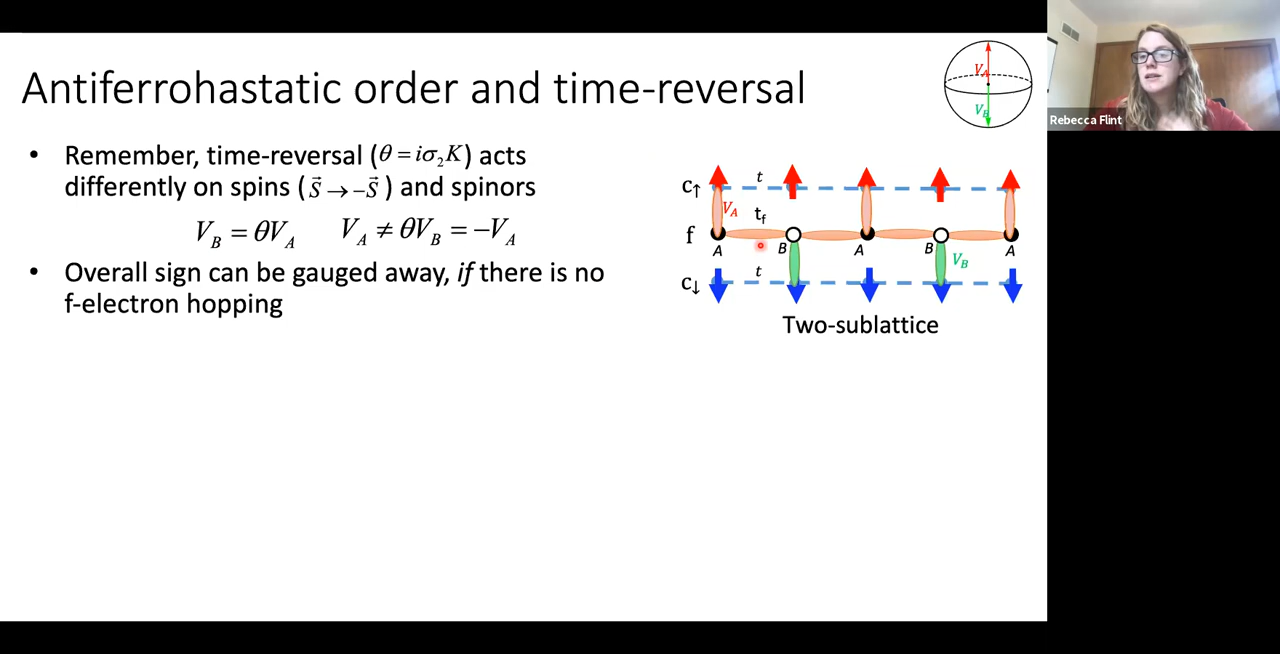 Antiferrohastatic order and time-reversal
V_A
V_B
Rebecca Flint
• Remember, time-reversal (θ = iσ₂K) acts
differently on spins (S⃗ → −S⃗) and spinors
V_B = θV_A   V_A ≠ θV_B = −V_A
• Overall sign can be gauged away, if there is no
f-electron hopping
c↑ t
V_A t_f
f
A B A B A
V_B
t
c↓
Two-sublattice